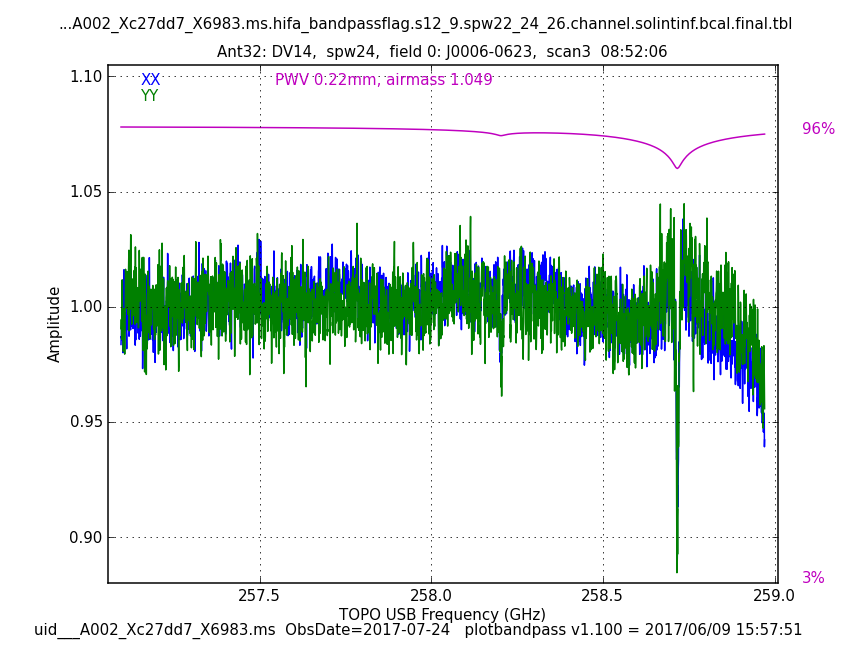 ...A002_Xc27dd7_X6983.ms.hifa_bandpassflag.s12_9.spw22_24_26.channel.solintinf.bcal.final.tbl
Ant32: DV14,  spw24,  field 0: J0006-0623,  scan3  08:52:06
1.10
XX
PWV 0.22mm, airmass 1.049
YY
96%
1.05
1.00
Amplitude
0.95
0.90
3%
257.5
258.0
258.5
259.0
TOPO USB Frequency (GHz)
uid___A002_Xc27dd7_X6983.ms  ObsDate=2017-07-24   plotbandpass v1.100 = 2017/06/09 15:57:51